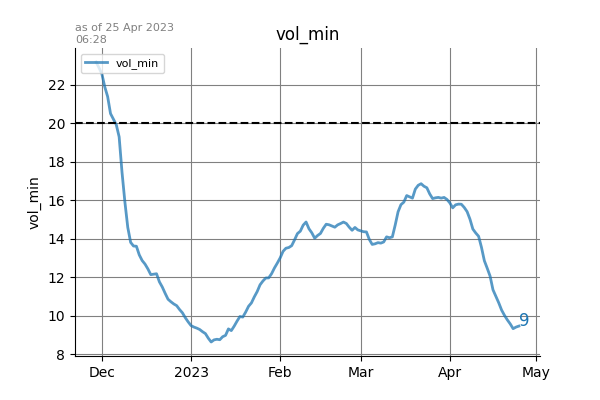 as of 25 Apr 2023
06:28
vol_min
vol_min
22
20
18
16
14
12
10
8
vol_min
9
Dec
2023
Feb
Mar
Apr
May